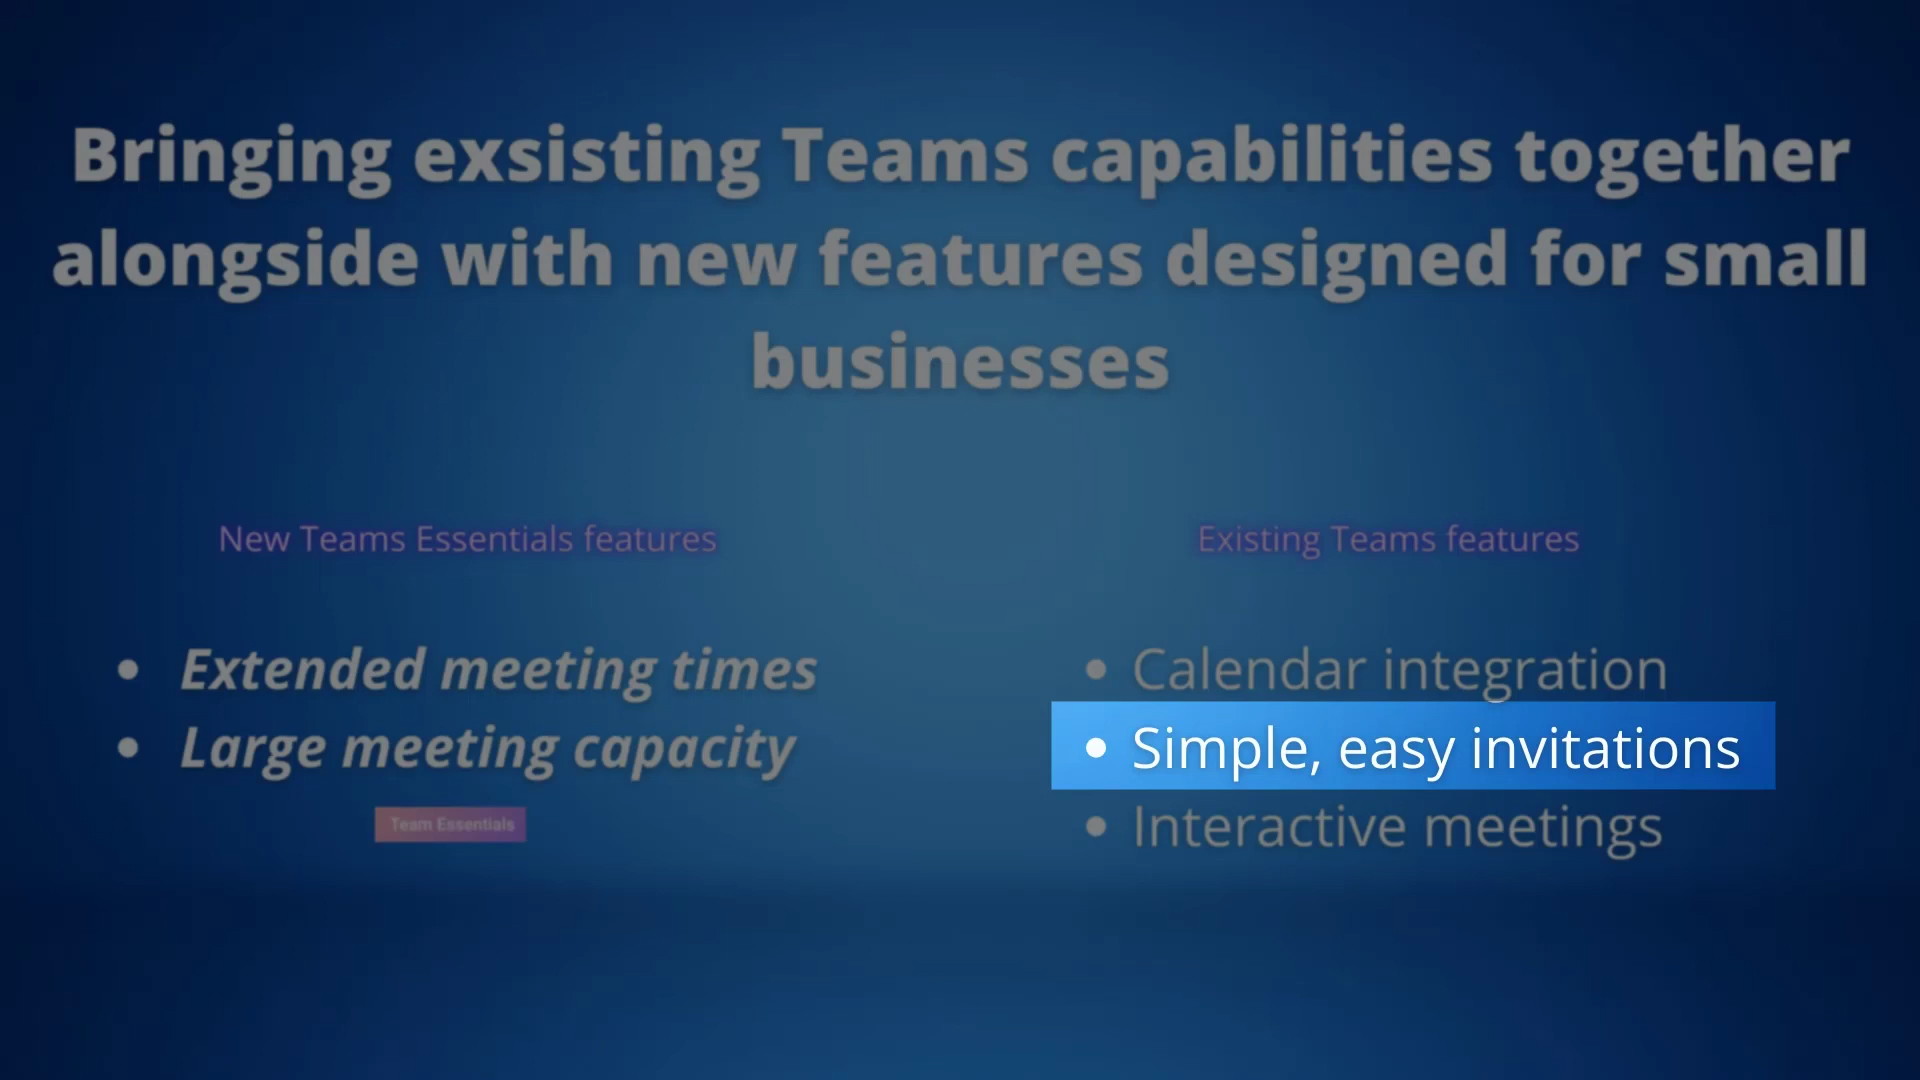 Bringing exsisting Teams capabilities together
alongside with new features designed for small
businesses
New Teams Essentials features
• Extended meeting times
• Large meeting capacity
Team Essentials
Existing Teams features
• Calendar integration
• Simple, easy invitations
• Interactive meetings